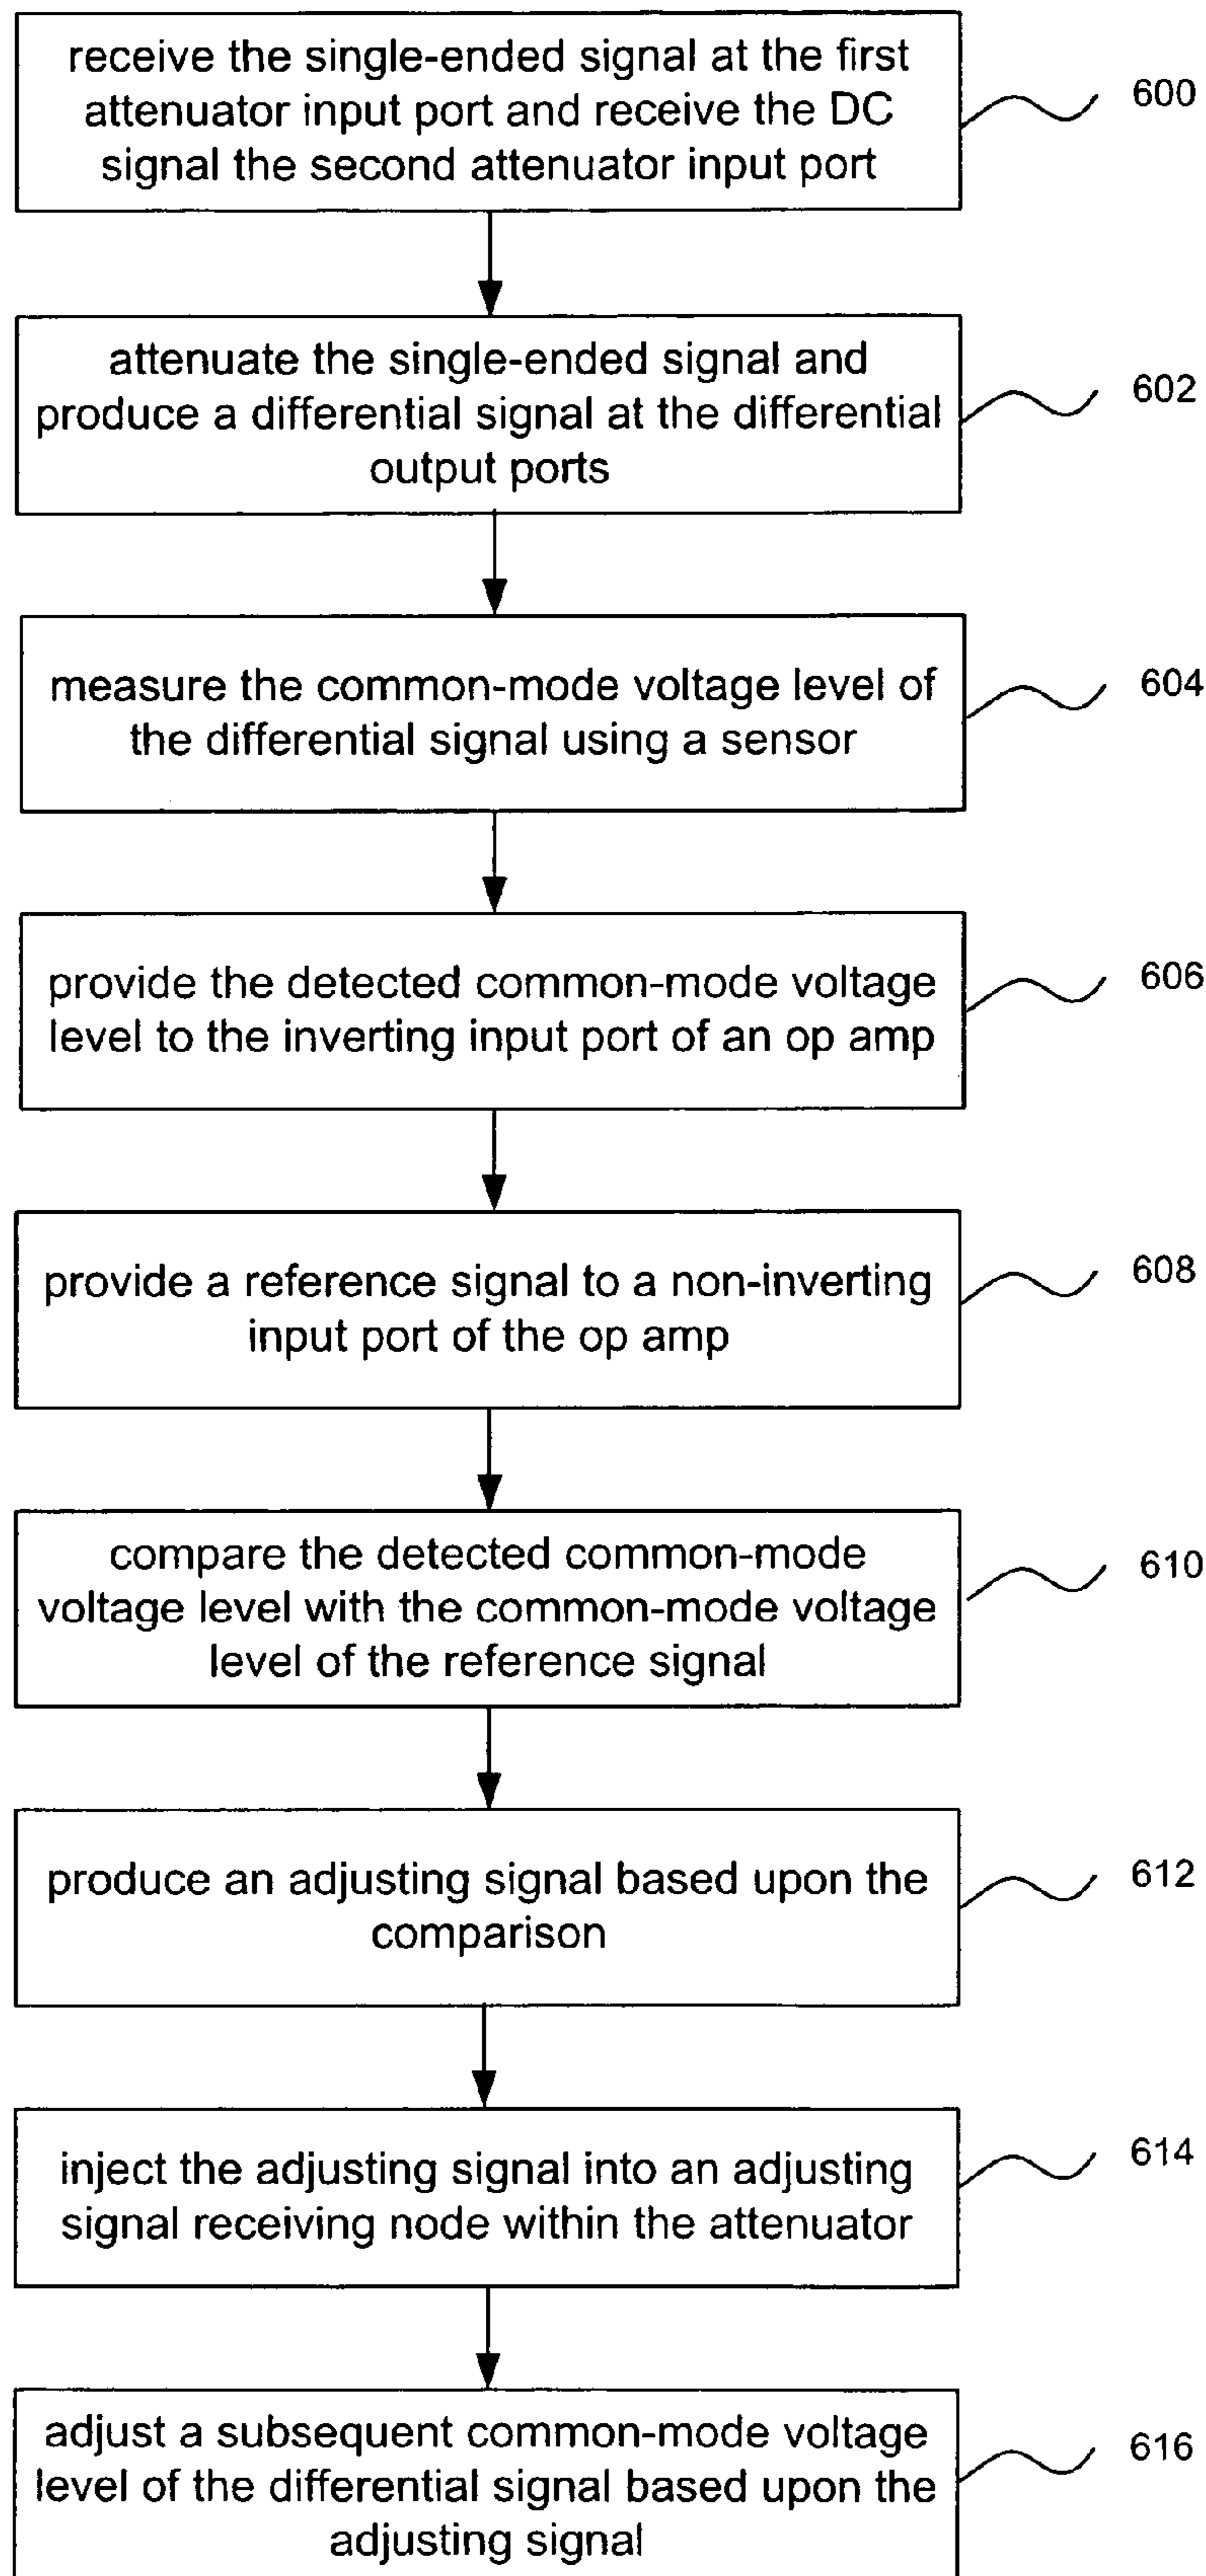 receive the single-ended signal at the first
attenuator input port and receive the DC
signal the second attenuator input port
600
attenuate the single-ended signal and
produce a differential signal at the differential
output ports
602
measure the common-mode voltage level of
the differential signal using a sensor
604
provide the detected common-mode voltage
level to the inverting input port of an op amp
606
provide a reference signal to a non-inverting
input port of the op amp
608
compare the detected common-mode
voltage level with the common-mode voltage
level of the reference signal
610
produce an adjusting signal based upon the
comparison
612
inject the adjusting signal into an adjusting
signal receiving node within the attenuator
614
adjust a subsequent common-mode voltage
level of the differential signal based upon the
adjusting signal
616